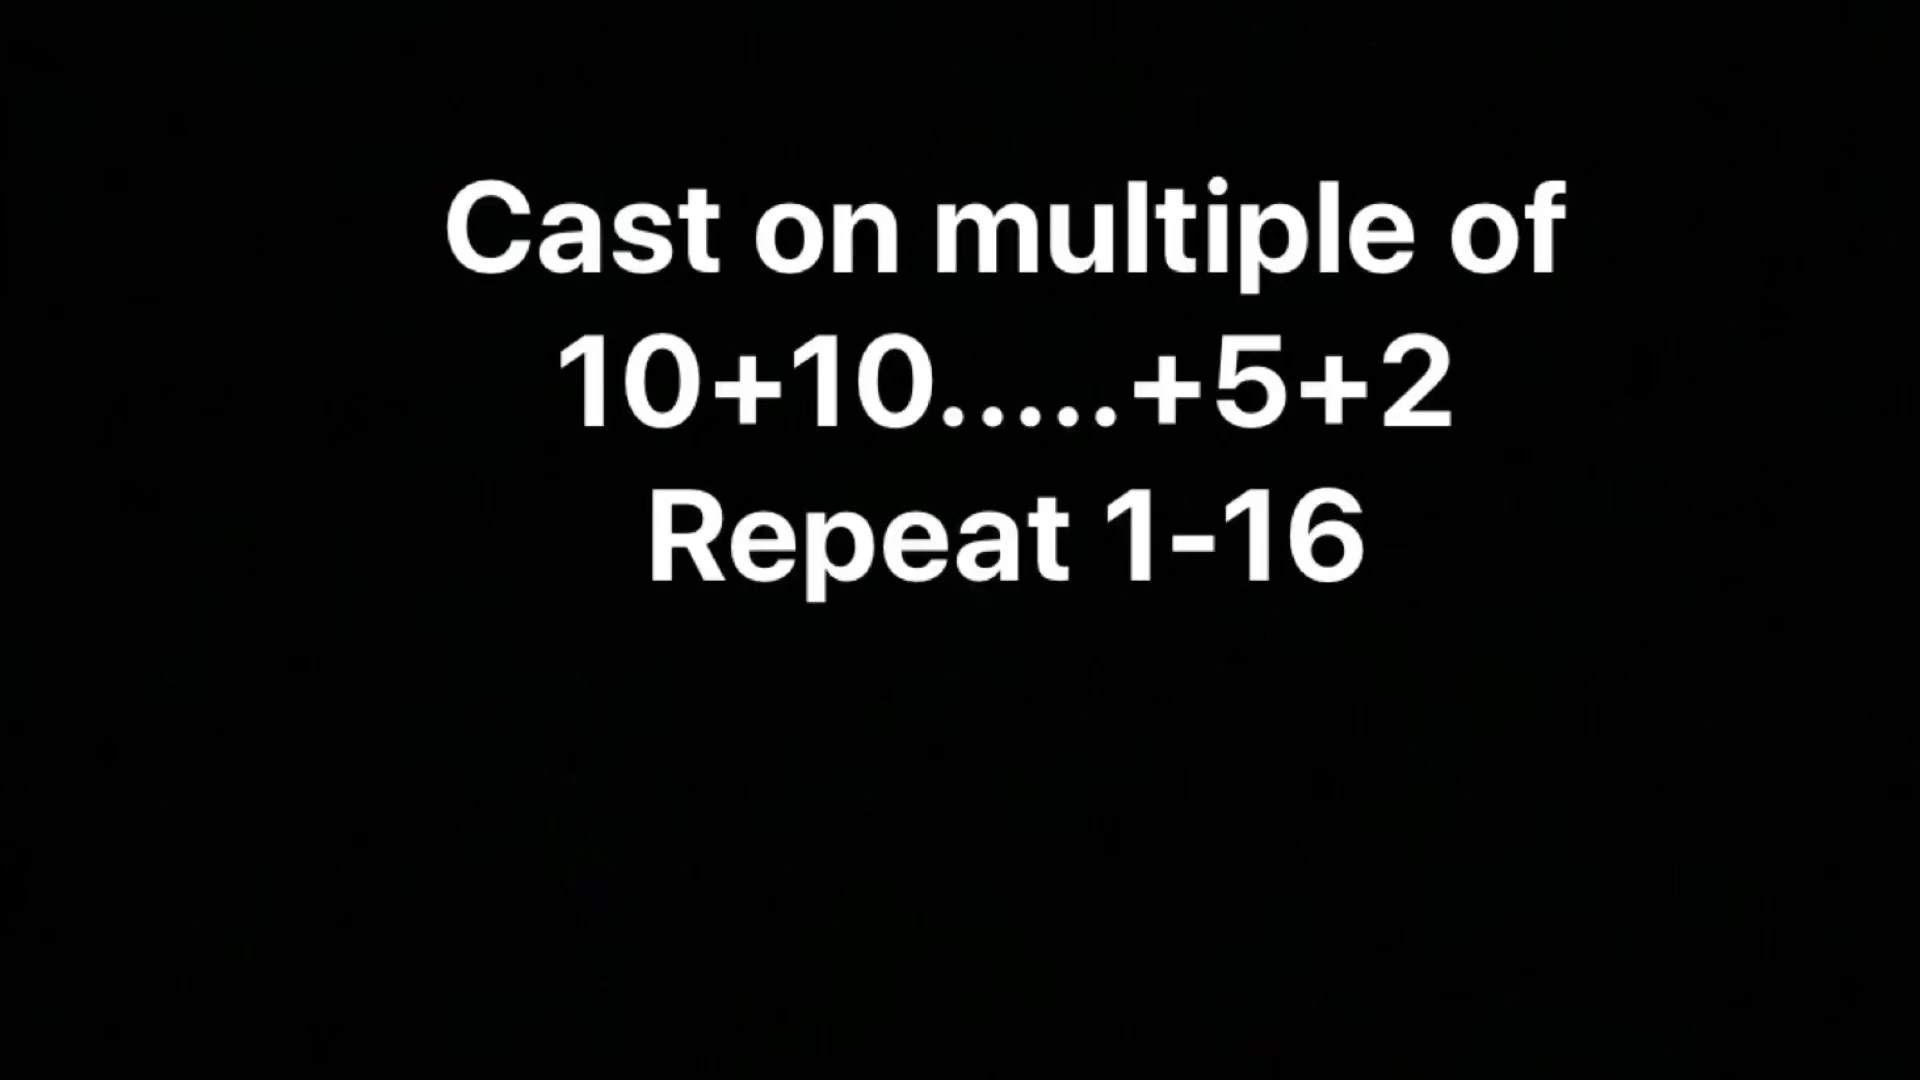 Cast on multiple of
10+10.....+5+2
Repeat 1-16